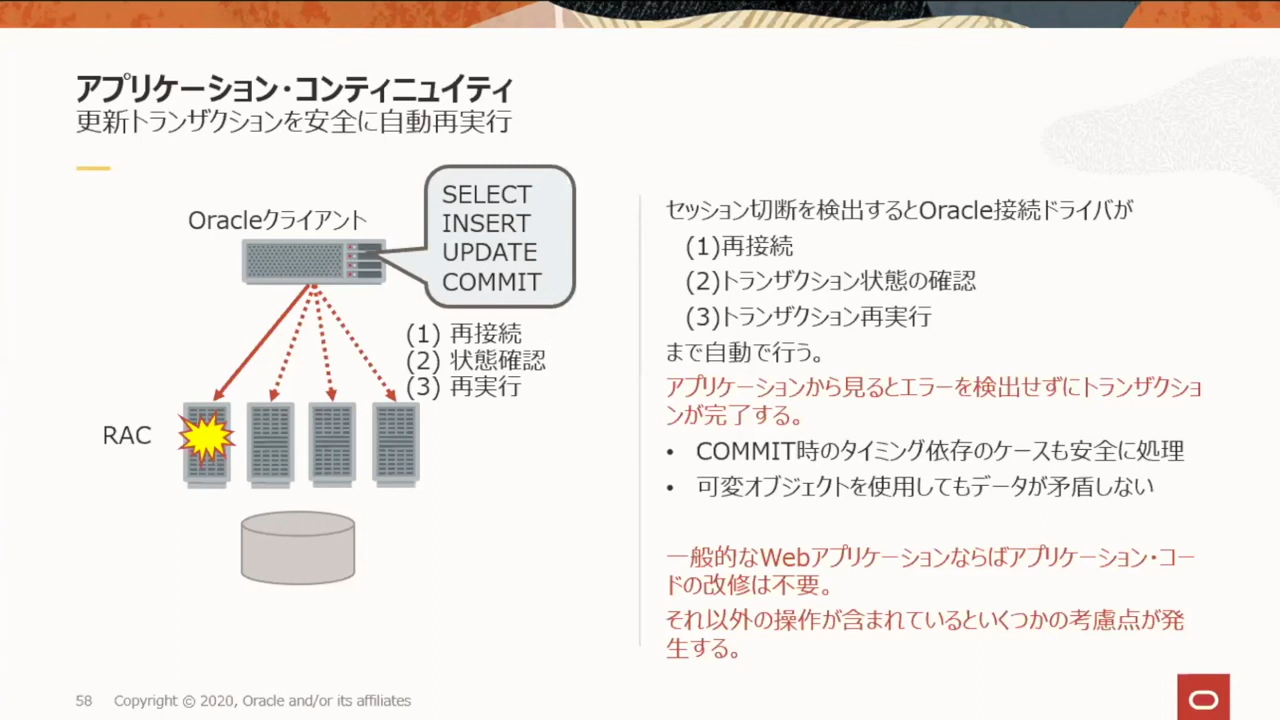 アプリケーション・コンティニュイティ
更新トランザクションを安全に自動再実行
Oracleクライアント
SELECT
INSERT
UPDATE
COMMIT
(1) 再接続
(2) 状態確認
(3) 再実行
RAC
セッション切断を検出するとOracle接続ドライバが
(1)再接続
(2)トランザクション状態の確認
(3)トランザクション再実行
まで自動で行う。
アプリケーションから見るとエラーを検出せずにトランザクショ
ンが完了する。
• COMMIT時のタイミング依存のケースも安全に処理
• 可変オブジェクトを使用してもデータが矛盾しない
一般的なWebアプリケーションならばアプリケーション・コー
ドの改修は不要。
それ以外の操作が含まれているといくつかの考慮点が発
生する。
58 Copyright © 2020, Oracle and/or its affiliates